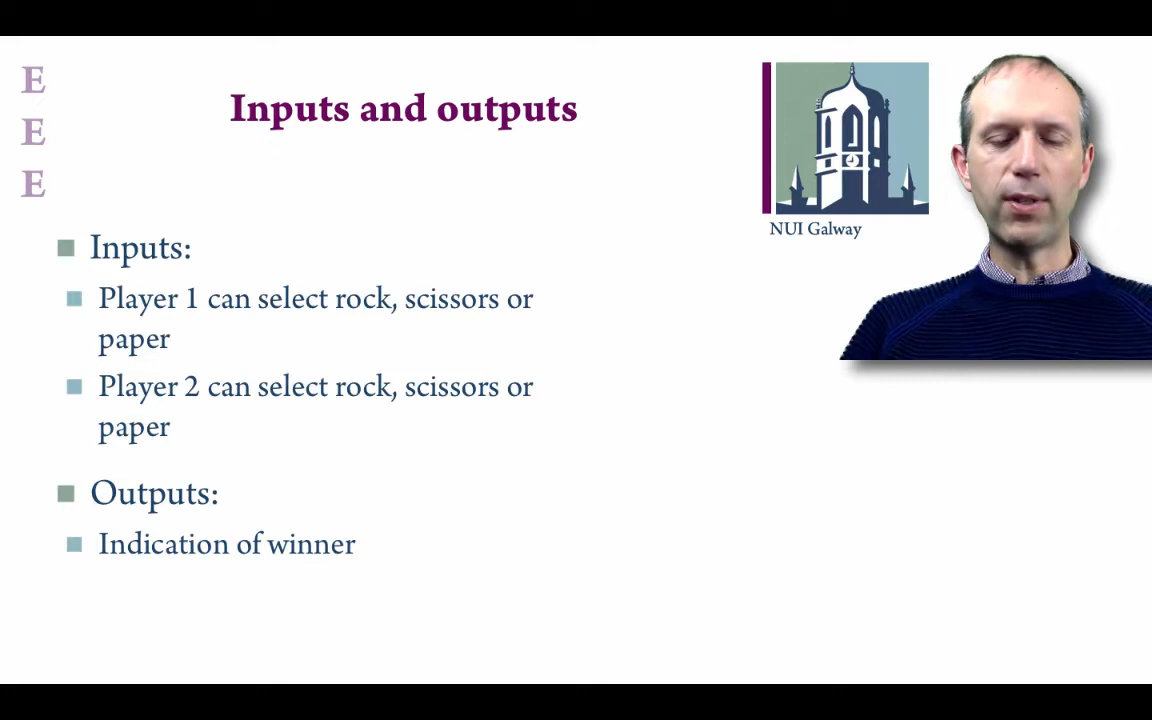 E
E
E
Inputs and outputs
NUI Galway
Inputs:
Player 1 can select rock, scissors or
paper
Player 2 can select rock, scissors or
paper
Outputs:
Indication of winner